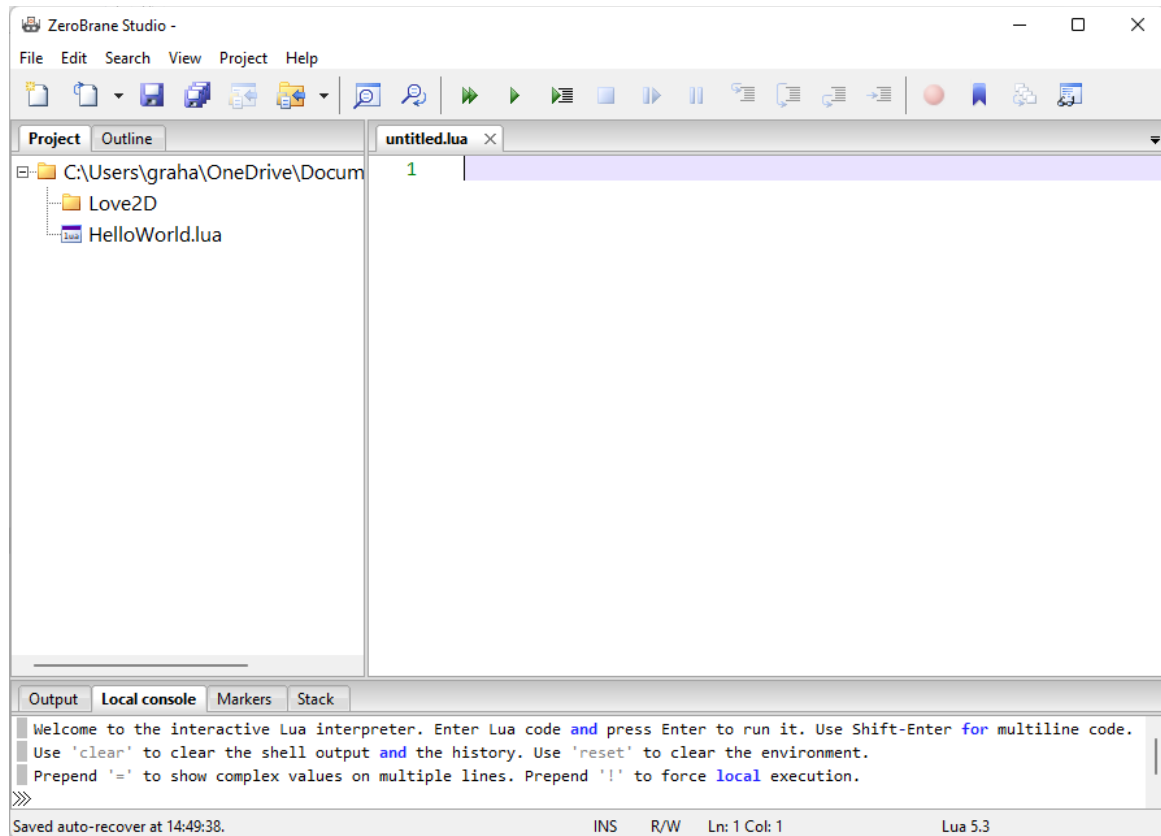 ZeroBrane Studio -
File Edit Search View Project Help
Project Outline
untitled.lua
C:\Users\graha\OneDrive\Docum
Love2D
HelloWorld.lua
1
Output Local console Markers Stack
Welcome to the interactive Lua interpreter. Enter Lua code and press Enter to run it. Use Shift-Enter for multiline code.
Use 'clear' to clear the shell output and the history. Use 'reset' to clear the environment.
Prepend '=' to show complex values on multiple lines. Prepend '!' to force local execution.
Saved auto-recover at 14:49:38. INS R/W Ln: 1 Col: 1 Lua 5.3